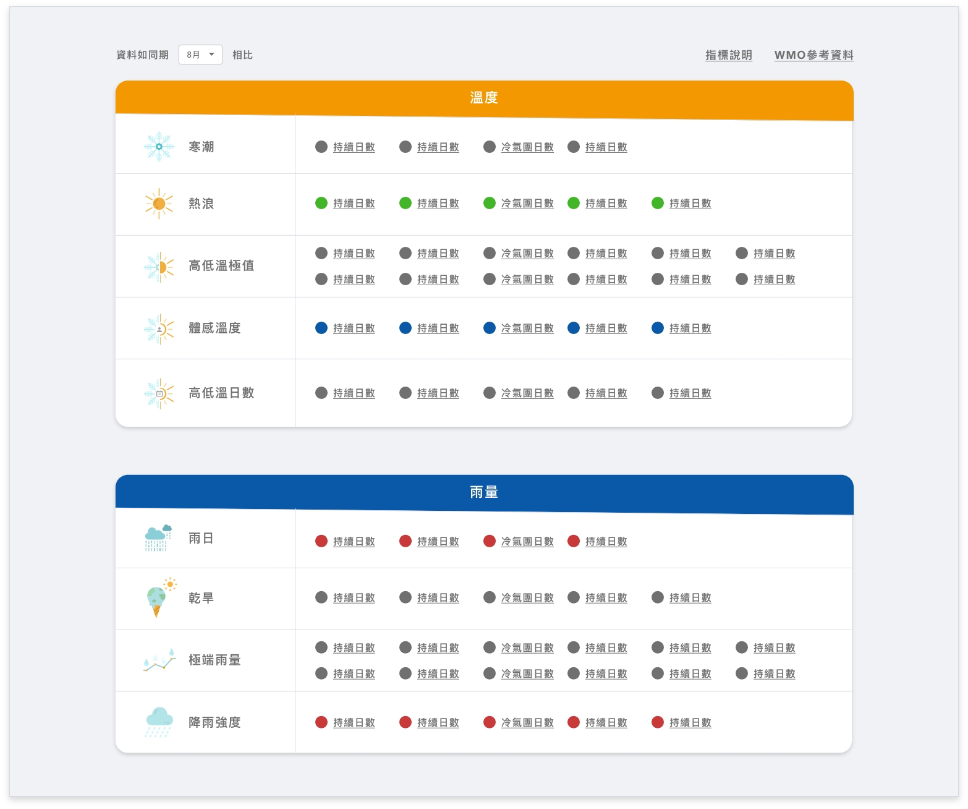 資料如同期 8月 相比 指標說明 WMO參考資料
溫度
寒潮 持續日數 持續日數 冷氣團日數 持續日數
熱浪 持續日數 持續日數 冷氣團日數 持續日數 持續日數
持續日數 持續日數 冷氣團日數 持續日數 持續日數 持續日數
高低溫極值
持續日數 持續日數 冷氣團日數 持續日數 持續日數 持續日數
體感溫度 持續日數 持續日數 冷氣團日數 持續日數 持續日數
高低溫日數 持續日數 持續日數 冷氣團日數 持續日數 持續日數
雨量
雨日 持續日數 持續日數 冷氣團日數 持續日數
乾旱 持續日數 持續日數 冷氣團日數 持續日數 持續日數
持續日數 持續日數 冷氣團日數 持續日數 持續日數 持續日數
極端雨量
持續日數 持續日數 冷氣團日數 持續日數 持續日數 持續日數
降雨強度 持續日數 持續日數 冷氣團日數 持續日數 持續日數